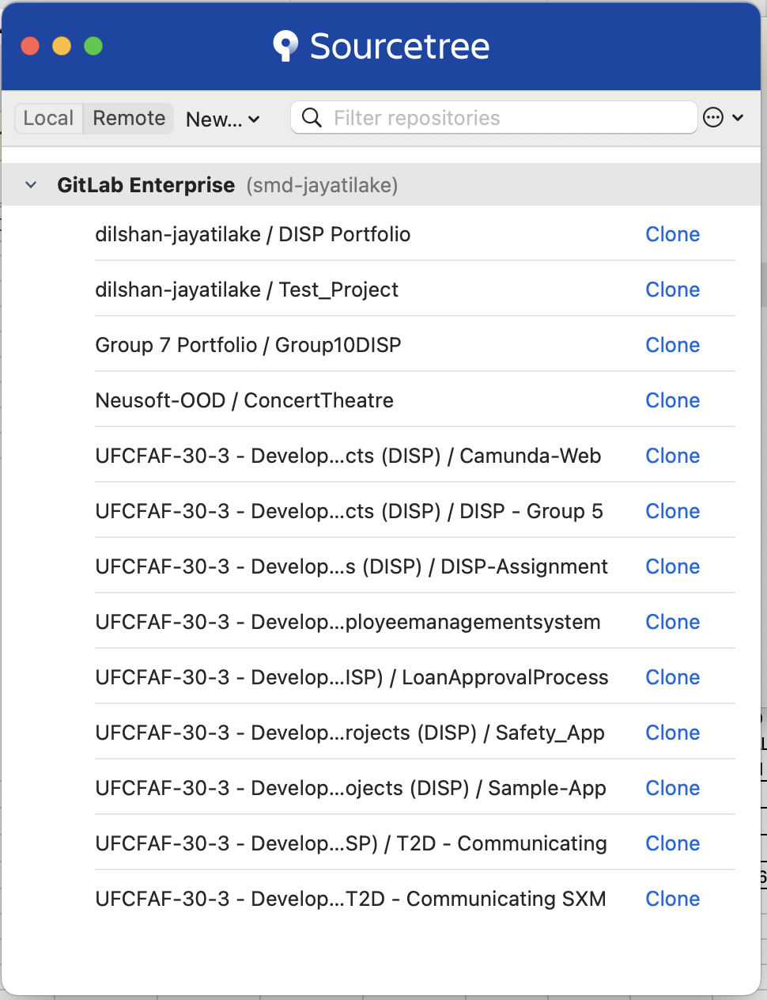 Sourcetree
Local Remote New... Filter repositories
GitLab Enterprise (smd-jayatilake)
dilshan-jayatilake / DISP Portfolio Clone
dilshan-jayatilake / Test_Project Clone
Group 7 Portfolio / Group10DISP Clone
Neusoft-OOD / ConcertTheatre Clone
UFCFAF-30-3 - Develop...cts (DISP) / Camunda-Web Clone
UFCFAF-30-3 - Develop...cts (DISP) / DISP - Group 5 Clone
UFCFAF-30-3 - Develop...s (DISP) / DISP-Assignment Clone
UFCFAF-30-3 - Develop...ployeemanagementsystem Clone
UFCFAF-30-3 - Develop...ISP) / LoanApprovalProcess Clone
UFCFAF-30-3 - Develop...rojects (DISP) / Safety_App Clone
UFCFAF-30-3 - Develop...ojects (DISP) / Sample-App Clone
UFCFAF-30-3 - Develop...SP) / T2D - Communicating Clone
UFCFAF-30-3 - Develop...T2D - Communicating SXM Clone